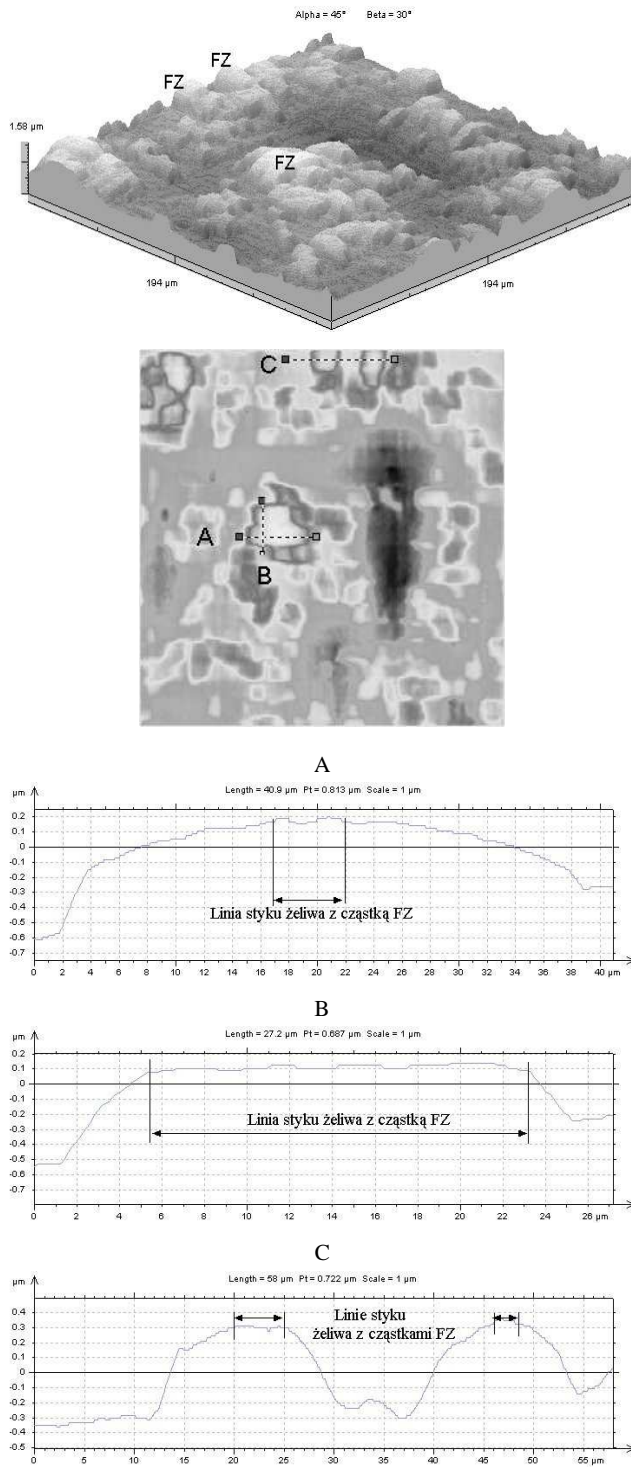 Alpha = 45° Beta = 30°
FZ
FZ
1.58 µm
FZ
194 µm 194 µm
C
A
B
A
µm Length = 40.9 µm Pt = 0.813 µm Scale = 1 µm
0.2
0.1
0
-0.1
-0.2
-0.3
-0.4
-0.5
-0.6
-0.7
Linia styku żeliwa z cząstką FZ
0 2 4 6 8 10 12 14 16 18 20 22 24 26 28 30 32 34 36 38 40 µm
B
µm Length = 27.2 µm Pt = 0.687 µm Scale = 1 µm
0.2
0.1
0
-0.1
-0.2
-0.3
-0.4
-0.5
-0.6
-0.7
Linia styku żeliwa z cząstką FZ
0 2 4 6 8 10 12 14 16 18 20 22 24 26 µm
C
µm Length = 58 µm Pt = 0.722 µm Scale = 1 µm
0.4
0.3
0.2
0.1
0
-0.1
-0.2
-0.3
-0.4
-0.5
Linie styku
żeliwa z cząstkami FZ
0 5 10 15 20 25 30 35 40 45 50 55 µm